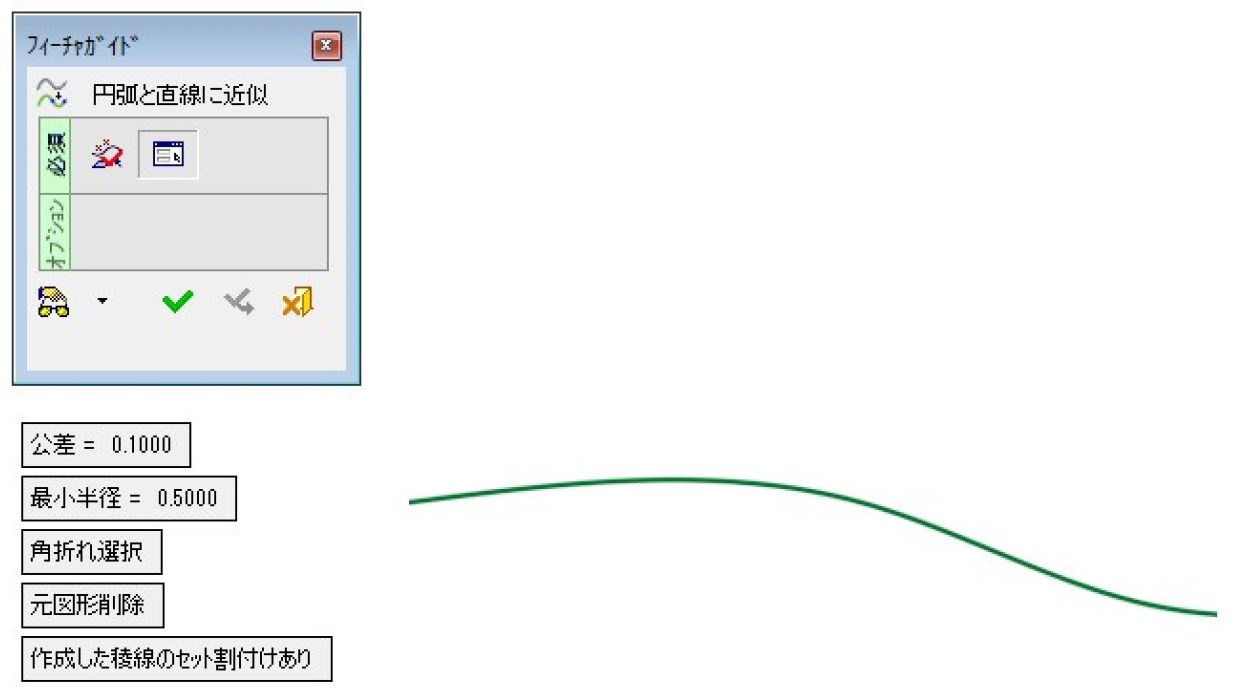 ﾌｨｰﾁｬｶﾞｲﾄﾞ
円弧と直線に近似
必須
オプション
公差 = 0.1000
最小半径 = 0.5000
角折れ選択
元図形削除
作成した稜線のセット割付けあり